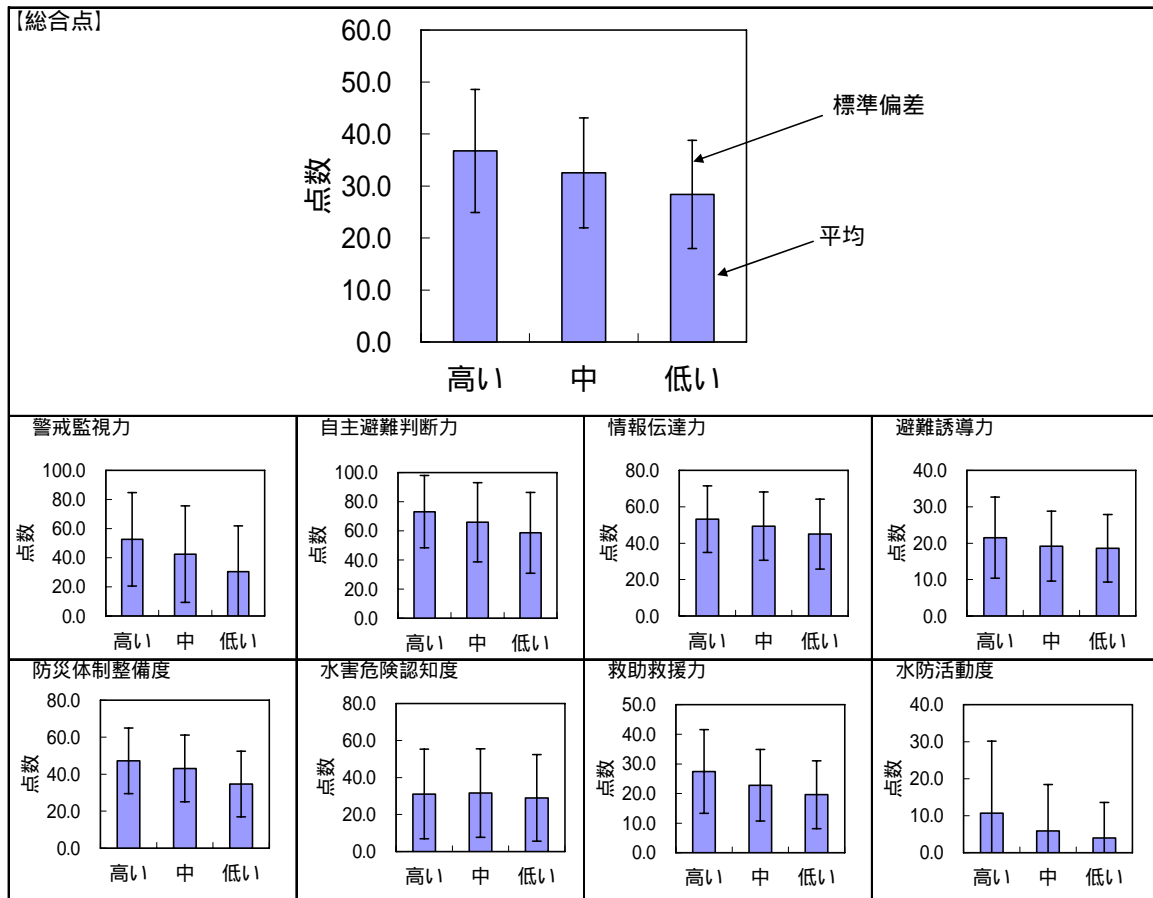 【総合点】
60.0
50.0
40.0
30.0
20.0
10.0
0.0
点数
高い 中 低い
標準偏差
平均
警戒監視力
100.0
80.0
60.0
40.0
20.0
0.0
点数
高い 中 低い
自主避難判断力
100.0
80.0
60.0
40.0
20.0
0.0
点数
高い 中 低い
情報伝達力
80.0
60.0
40.0
20.0
0.0
点数
高い 中 低い
避難誘導力
40.0
30.0
20.0
10.0
0.0
点数
高い 中 低い
防災体制整備度
80.0
60.0
40.0
20.0
0.0
点数
高い 中 低い
水害危険認知度
80.0
60.0
40.0
20.0
0.0
点数
高い 中 低い
救助救援力
50.0
40.0
30.0
20.0
10.0
0.0
点数
高い 中 低い
水防活動度
40.0
30.0
20.0
10.0
0.0
点数
高い 中 低い